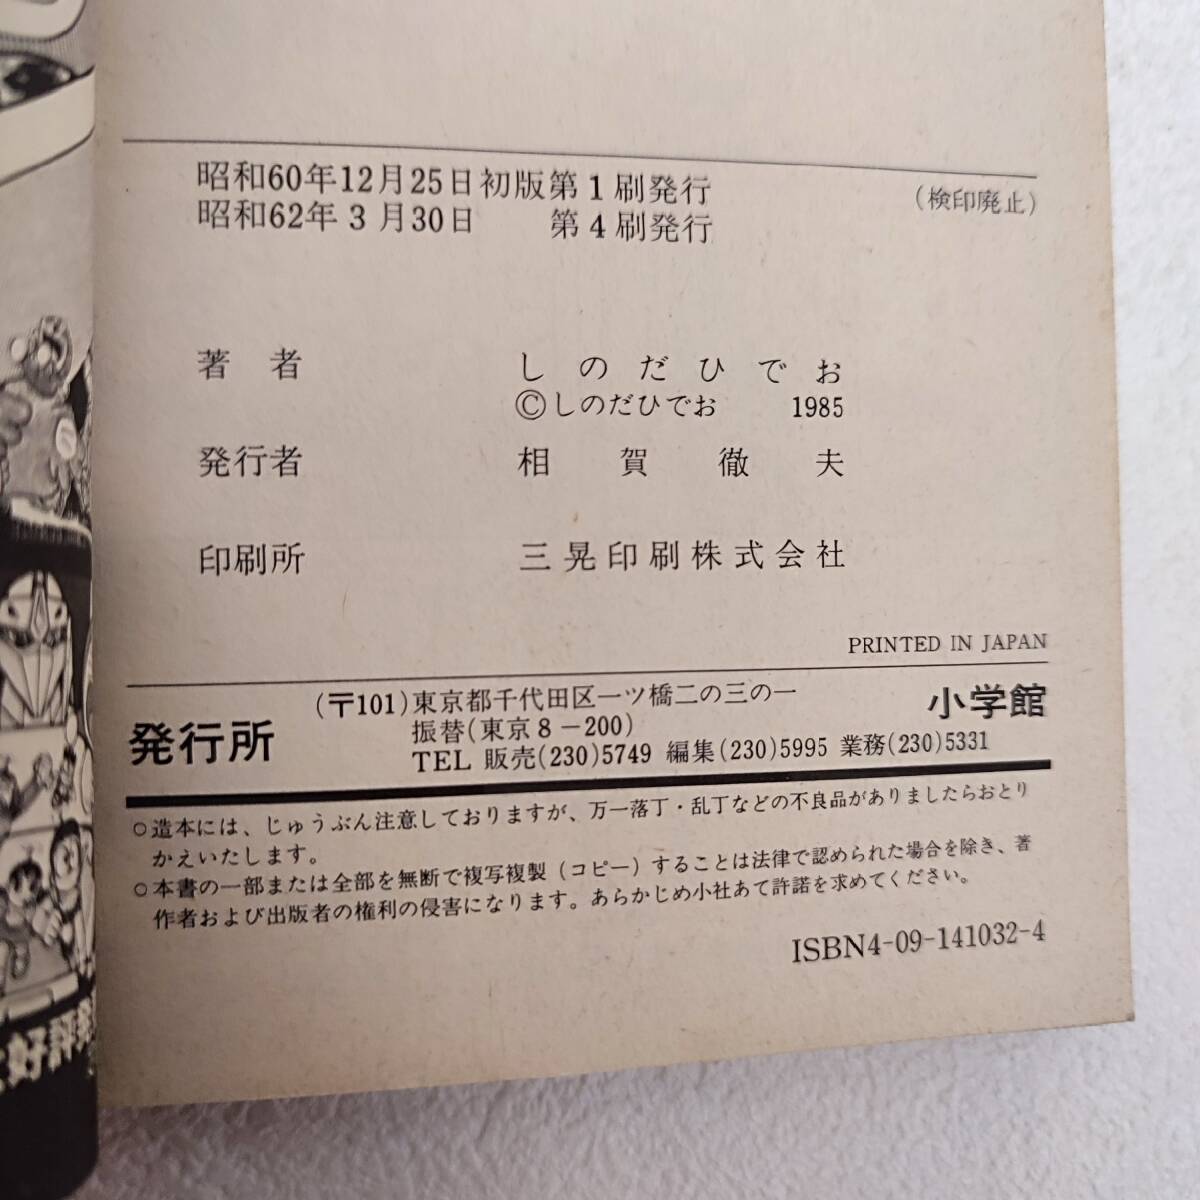 昭和60年12月25日初版第1刷発行
昭和62年3月30日 第4刷発行
(検印廃止)
著者 しのだひでお
©しのだひでお 1985
発行者 相賀徹夫
印刷所 三晃印刷株式会社
PRINTED IN JAPAN
発行所
(〒101)東京都千代田区一ツ橋二の三の一
振替(東京8-200)
TEL 販売(230)5749 編集(230)5995 業務(230)5331
小学館
○造本には、じゅうぶん注意しておりますが、万一落丁・乱丁などの不良品がありましたらおとり
かえいたします。
○本書の一部または全部を無断で複写複製(コピー)することは法律で認められた場合を除き、著
作者および出版者の権利の侵害になります。あらかじめ小社あて許諾を求めてください。
ISBN4-09-141032-4
好評発